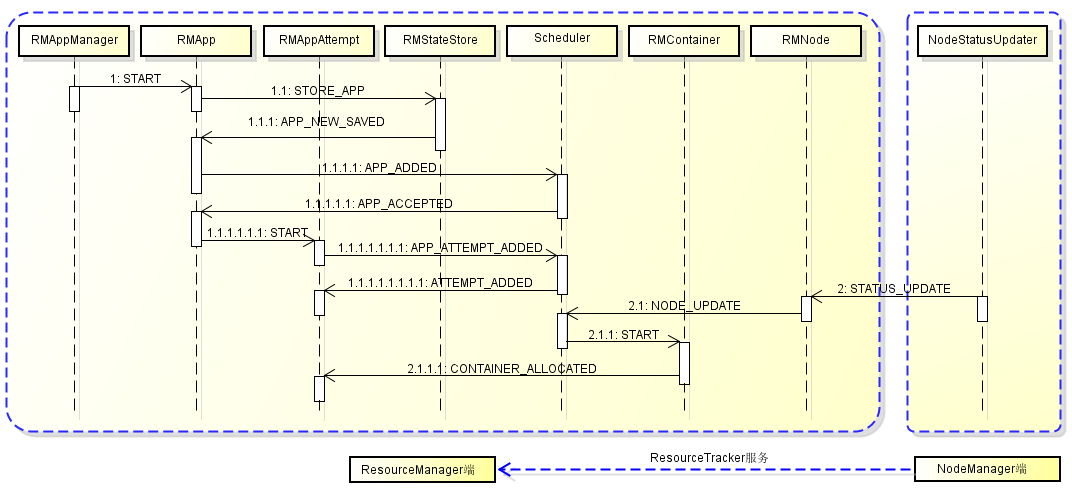 RMAppManager
RMApp
RMAppAttempt
RMStateStore
Scheduler
RMContainer
RMNode
NodeStatusUpdater
1: START
1.1: STORE_APP
1.1.1: APP_NEW_SAVED
1.1.1.1: APP_ADDED
1.1.1.1.1: APP_ACCEPTED
1.1.1.1.1.1: START
1.1.1.1.1.1.1: APP_ATTEMPT_ADDED
1.1.1.1.1.1.1.1: ATTEMPT_ADDED
2: STATUS_UPDATE
2.1: NODE_UPDATE
2.1.1: START
2.1.1.1: CONTAINER_ALLOCATED
ResourceManager端
ResourceTracker服务
NodeManager端